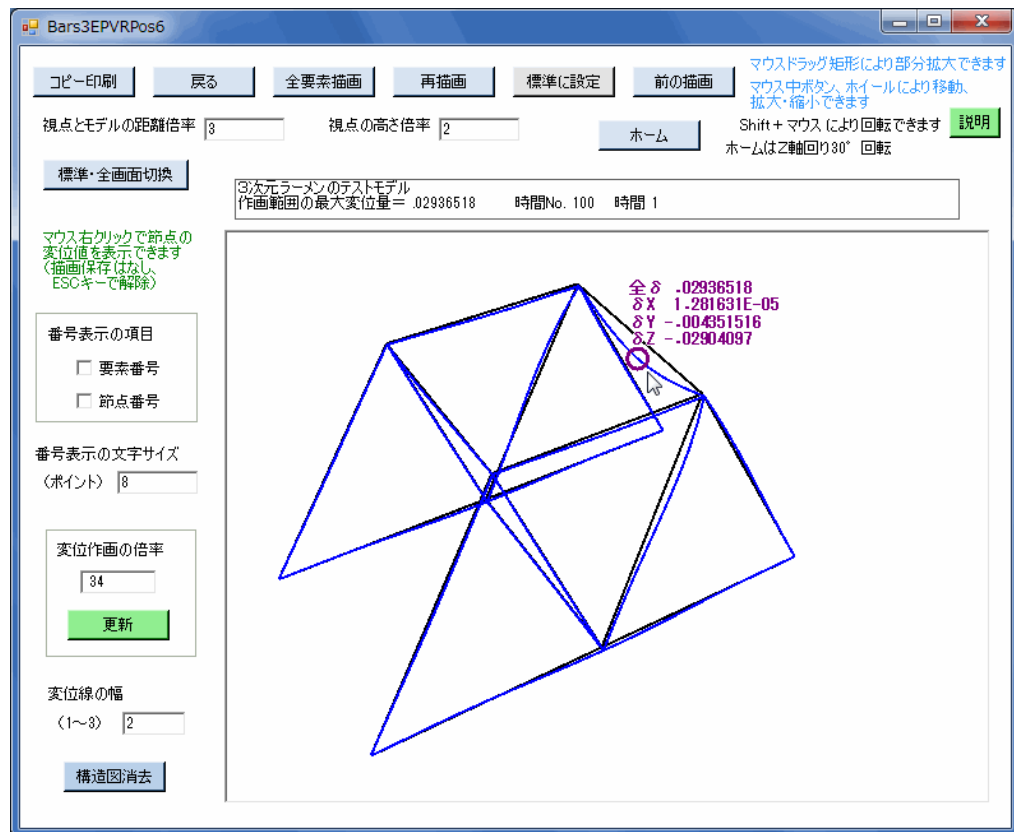 Bars3EPVRPos6
コピー印刷
戻る
全要素描画
再描画
標準に設定
前の描画
マウスドラッグ矩形により部分拡大できます
マウス中ボタン、ホイールにより移動、
拡大・縮小できます
視点とモデルの距離倍率 3
視点の高さ倍率 2
ホーム
Shift+マウス により回転できます
説明
ホームはZ軸回り30° 回転
標準・全画面切換
3次元ラーメンのテストモデル
作画範囲の最大変位量= .02936518 時間No. 100 時間 1
マウス右クリックで節点の
変位値を表示できます
(描画保存はなし、
ESCキーで解除)
全δ .02936518
δX 1.281631E-05
δY -.004351516
δZ -.02904097
番号表示の項目
要素番号
節点番号
番号表示の文字サイズ
(ポイント) 8
変位作画の倍率
34
更新
変位線の幅
(1~3) 2
構造図消去